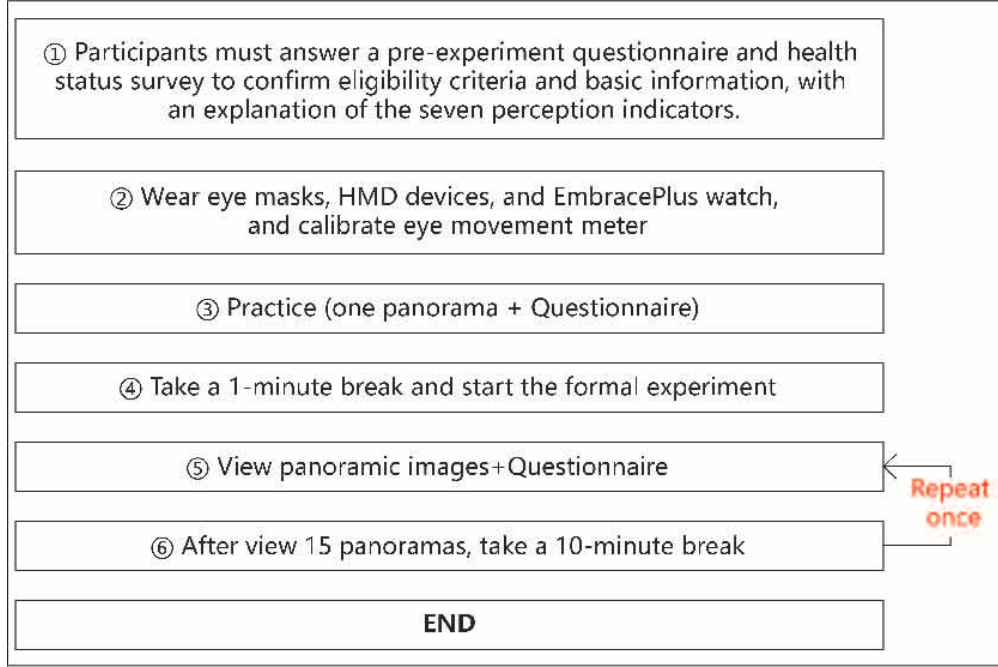 ① Participants must answer a pre-experiment questionnaire and health
status survey to confirm eligibility criteria and basic information, with
an explanation of the seven perception indicators.
② Wear eye masks, HMD devices, and EmbracePlus watch,
and calibrate eye movement meter
③ Practice (one panorama + Questionnaire)
④ Take a 1-minute break and start the formal experiment
⑤ View panoramic images+Questionnaire
Repeat
once
⑥ After view 15 panoramas, take a 10-minute break
END